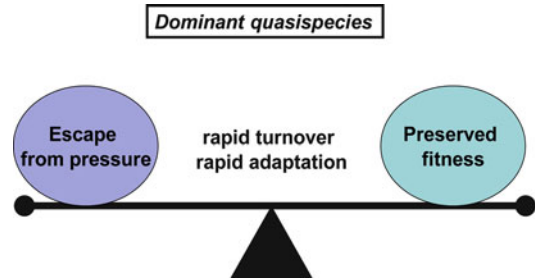 Dominant quasispecies
Escape
from pressure
rapid turnover
rapid adaptation
Preserved
fitness